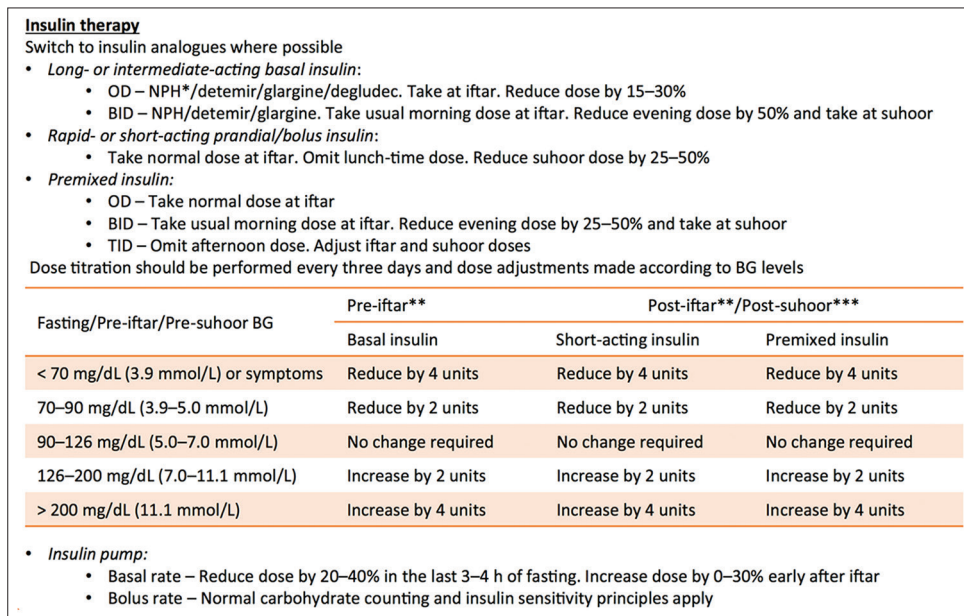 Insulin therapy
Switch to insulin analogues where possible
• Long- or intermediate-acting basal insulin:
• OD – NPH*/detemir/glargine/degludec. Take at iftar. Reduce dose by 15–30%
• BID – NPH/detemir/glargine. Take usual morning dose at iftar. Reduce evening dose by 50% and take at suhoor
• Rapid- or short-acting prandial/bolus insulin:
• Take normal dose at iftar. Omit lunch-time dose. Reduce suhoor dose by 25–50%
• Premixed insulin:
• OD – Take normal dose at iftar
• BID – Take usual morning dose at iftar. Reduce evening dose by 25–50% and take at suhoor
• TID – Omit afternoon dose. Adjust iftar and suhoor doses
Dose titration should be performed every three days and dose adjustments made according to BG levels
Fasting/Pre-iftar/Pre-suhoor BG Pre-iftar** Post-iftar**/Post-suhoor***
Basal insulin Short-acting insulin Premixed insulin
< 70 mg/dL (3.9 mmol/L) or symptoms Reduce by 4 units Reduce by 4 units Reduce by 4 units
70–90 mg/dL (3.9–5.0 mmol/L) Reduce by 2 units Reduce by 2 units Reduce by 2 units
90–126 mg/dL (5.0–7.0 mmol/L) No change required No change required No change required
126–200 mg/dL (7.0–11.1 mmol/L) Increase by 2 units Increase by 2 units Increase by 2 units
> 200 mg/dL (11.1 mmol/L) Increase by 4 units Increase by 4 units Increase by 4 units
• Insulin pump:
• Basal rate – Reduce dose by 20–40% in the last 3–4 h of fasting. Increase dose by 0–30% early after iftar
• Bolus rate – Normal carbohydrate counting and insulin sensitivity principles apply